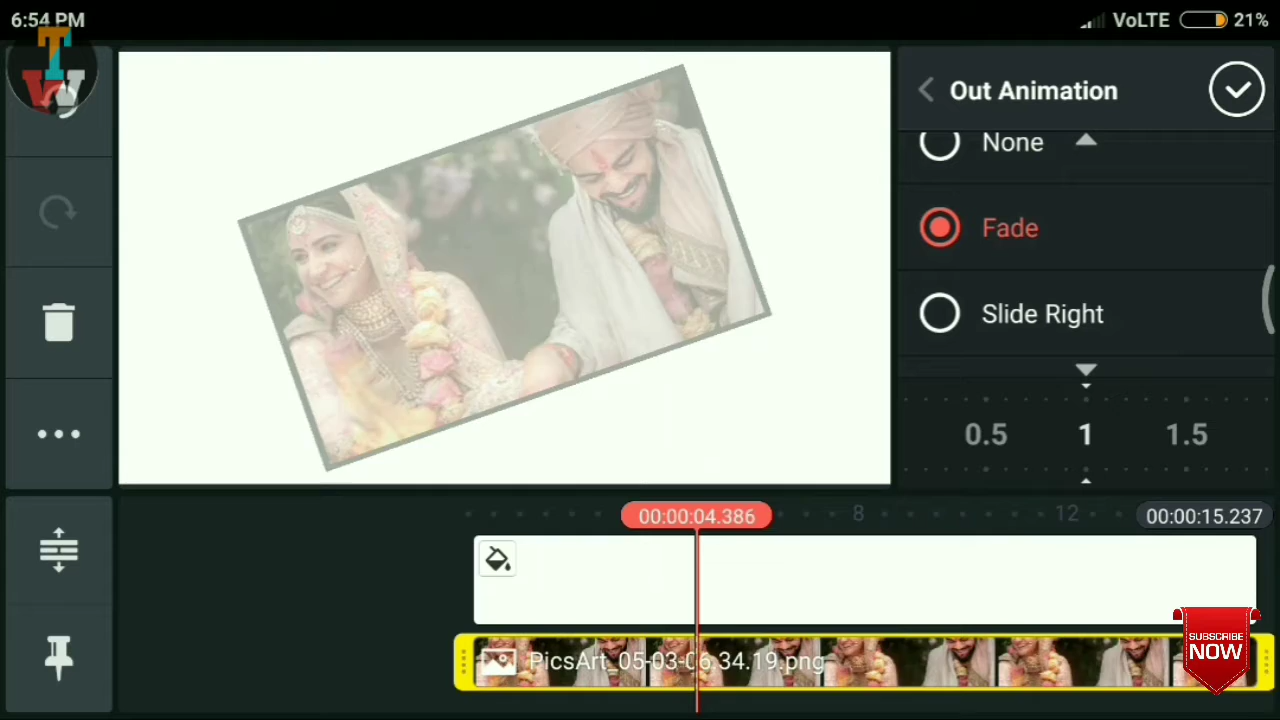 6:54 PM
VoLTE 21%
TW
Out Animation
None
Fade
Slide Right
0.5 1 1.5
00:00:04.386 8 12 00:00:15.237
PicsArt_05-03-06.34.19.png
SUBSCRIBE
NOW